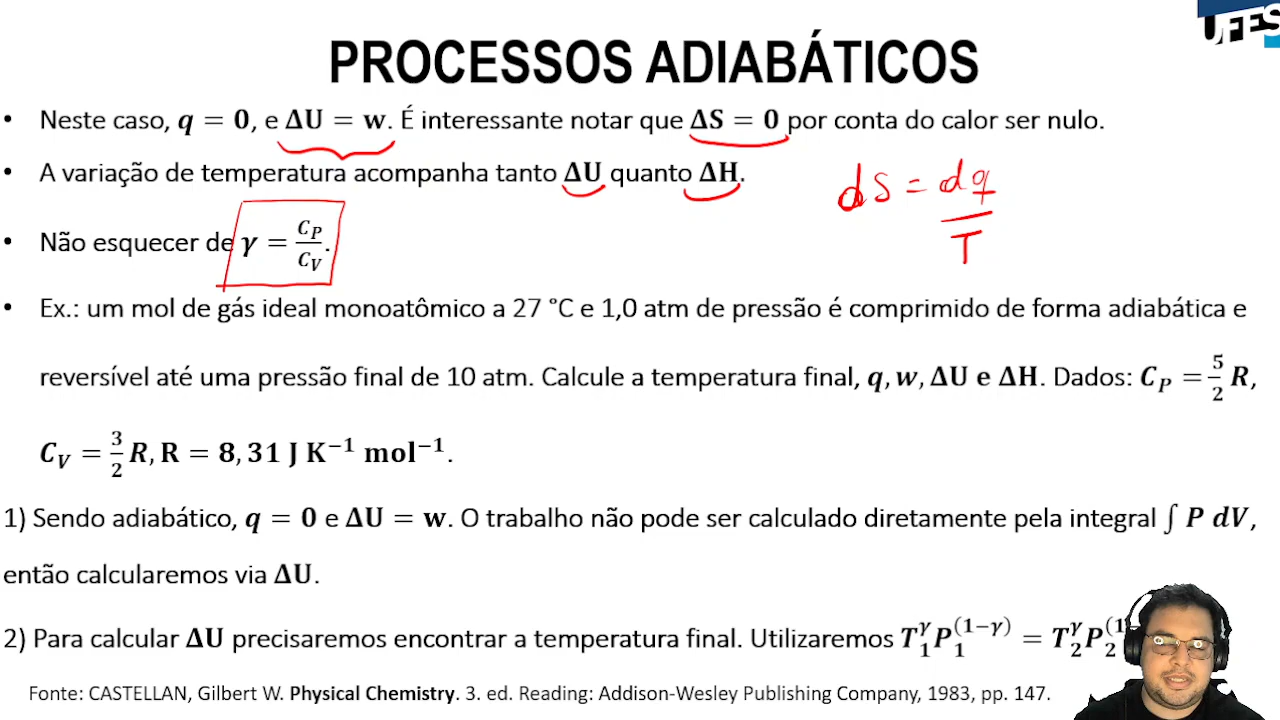 UFES
PROCESSOS ADIABÁTICOS
• Neste caso, q = 0, e ΔU = w. É interessante notar que ΔS = 0 por conta do calor ser nulo.
• A variação de temperatura acompanha tanto ΔU quanto ΔH.
dS = dq/T
• Não esquecer de γ = C_P/C_V.
• Ex.: um mol de gás ideal monoatômico a 27 °C e 1,0 atm de pressão é comprimido de forma adiabática e
reversível até uma pressão final de 10 atm. Calcule a temperatura final, q, w, ΔU e ΔH. Dados: C_P = 5/2 R,
C_V = 3/2 R, R = 8,31 J K⁻¹ mol⁻¹.
1) Sendo adiabático, q = 0 e ΔU = w. O trabalho não pode ser calculado diretamente pela integral ∫ P dV,
então calcularemos via ΔU.
2) Para calcular ΔU precisaremos encontrar a temperatura final. Utilizaremos T_1^γ P_1^(1−γ) = T_2^γ P_2^(1
Fonte: CASTELLAN, Gilbert W. Physical Chemistry. 3. ed. Reading: Addison-Wesley Publishing Company, 1983, pp. 147.